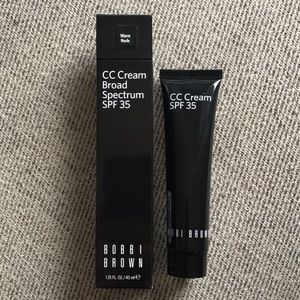 Warm
Nude
CC Cream
Broad
Spectrum
SPF 35
BOBBI
BROWN
1.35 FL. OZ./40 ml ℮
CC Cream
SPF 35
BOBBI BROWN